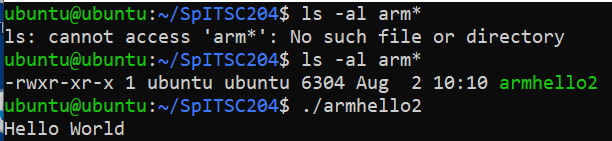 ubuntu@ubuntu:~/SpITSC204$ ls -al arm*
ls: cannot access 'arm*': No such file or directory
ubuntu@ubuntu:~/SpITSC204$ ls -al arm*
-rwxr-xr-x 1 ubuntu ubuntu 6304 Aug  2 10:10 armhello2
ubuntu@ubuntu:~/SpITSC204$ ./armhello2
Hello World